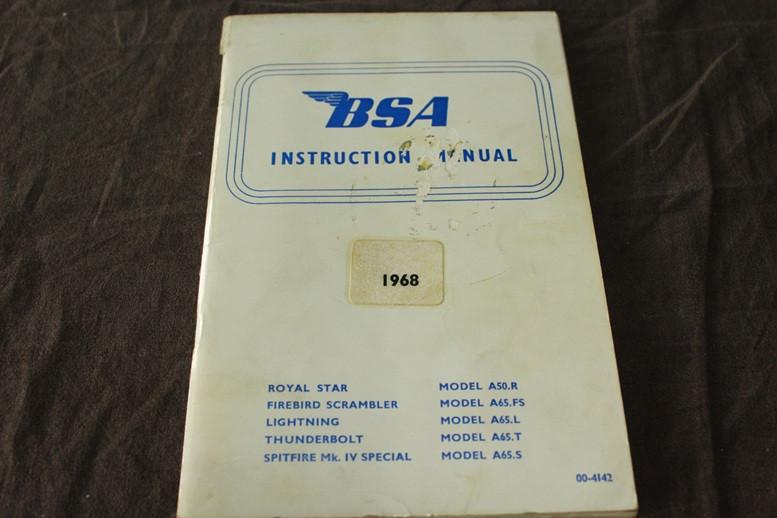 BSA
INSTRUCTION MANUAL
1968
ROYAL STAR MODEL A50.R
FIREBIRD SCRAMBLER MODEL A65.FS
LIGHTNING MODEL A65.L
THUNDERBOLT MODEL A65.T
SPITFIRE Mk. IV SPECIAL MODEL A65.S
00-4142